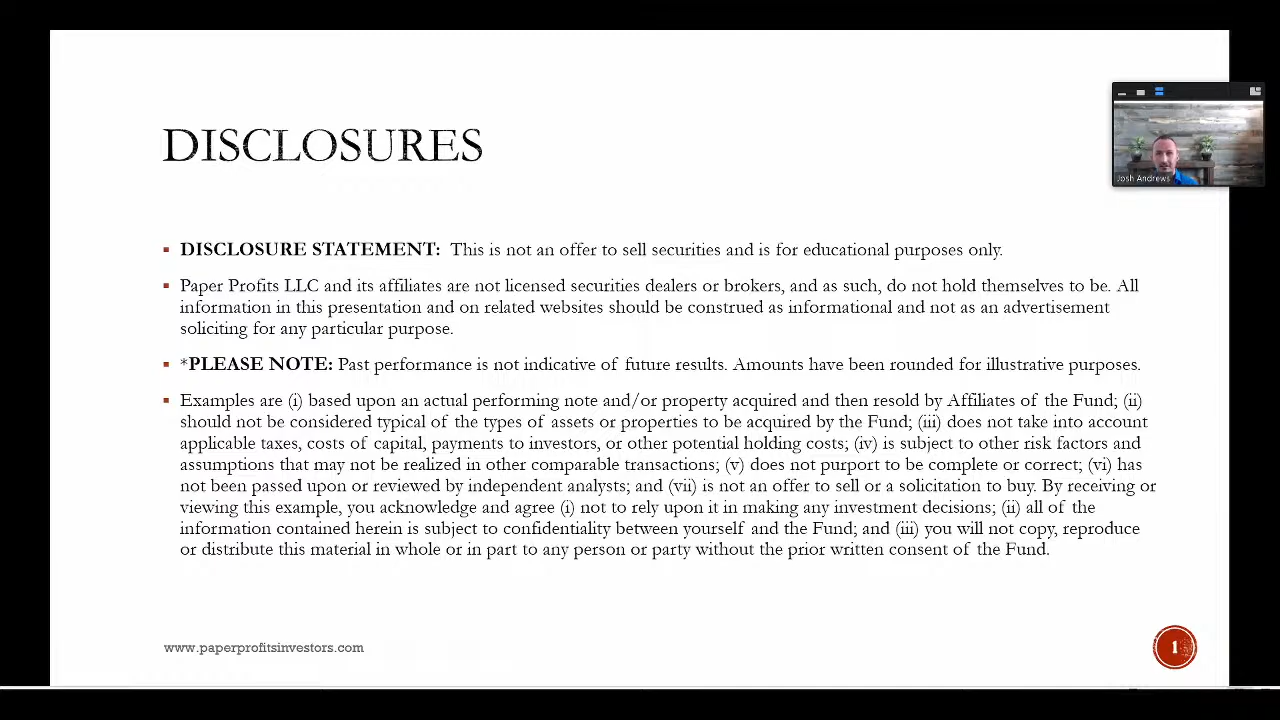 DISCLOSURES
Josh Andrews
▪ DISCLOSURE STATEMENT: This is not an offer to sell securities and is for educational purposes only.
▪ Paper Profits LLC and its affiliates are not licensed securities dealers or brokers, and as such, do not hold themselves to be. All
information in this presentation and on related websites should be construed as informational and not as an advertisement
soliciting for any particular purpose.
▪ *PLEASE NOTE: Past performance is not indicative of future results. Amounts have been rounded for illustrative purposes.
▪ Examples are (i) based upon an actual performing note and/or property acquired and then resold by Affiliates of the Fund; (ii)
should not be considered typical of the types of assets or properties to be acquired by the Fund; (iii) does not take into account
applicable taxes, costs of capital, payments to investors, or other potential holding costs; (iv) is subject to other risk factors and
assumptions that may not be realized in other comparable transactions; (v) does not purport to be complete or correct; (vi) has
not been passed upon or reviewed by independent analysts; and (vii) is not an offer to sell or a solicitation to buy. By receiving or
viewing this example, you acknowledge and agree (i) not to rely upon it in making any investment decisions; (ii) all of the
information contained herein is subject to confidentiality between yourself and the Fund; and (iii) you will not copy, reproduce
or distribute this material in whole or in part to any person or party without the prior written consent of the Fund.
www.paperprofitsinvestors.com
1